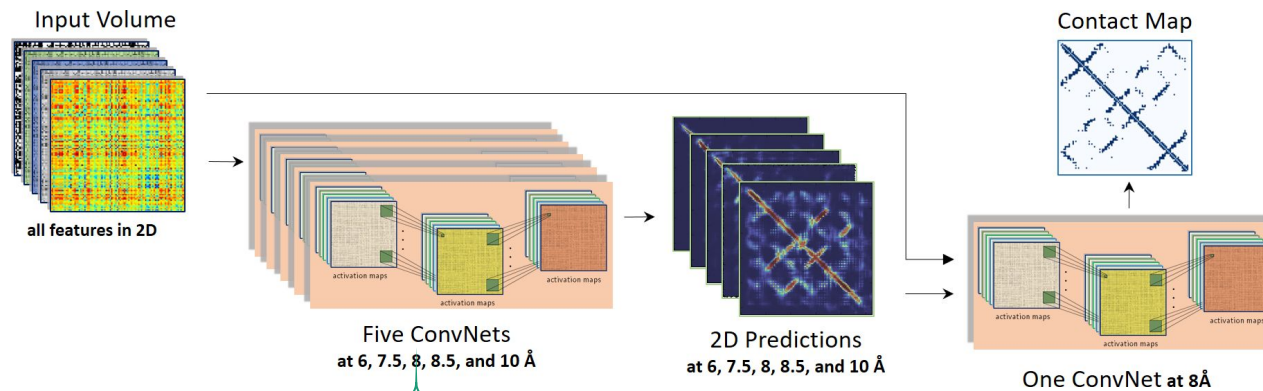 Input Volume
all features in 2D
activation maps
activation maps
activation maps
Five ConvNets
at 6, 7.5, 8, 8.5, and 10 Å
2D Predictions
at 6, 7.5, 8, 8.5, and 10 Å
Contact Map
activation maps
activation maps
activation maps
One ConvNet at 8Å